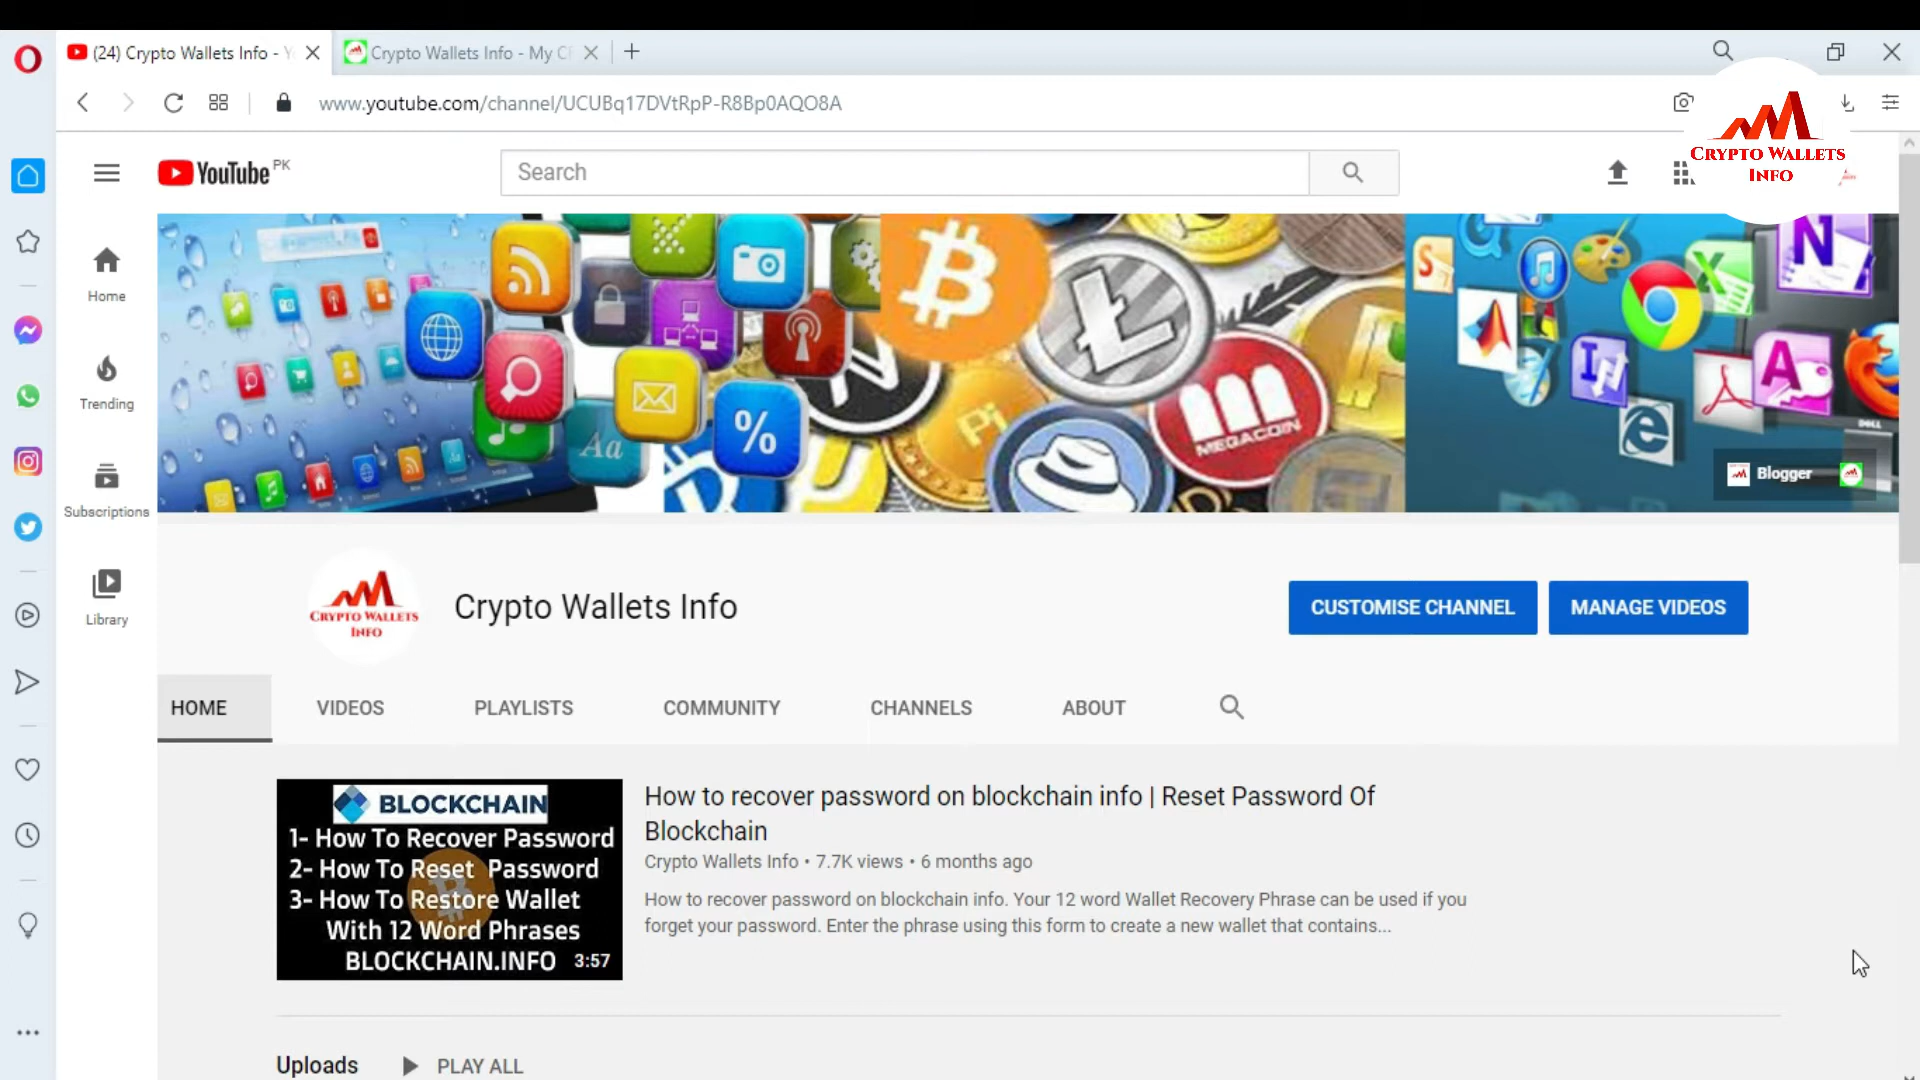 (24) Crypto Wallets Info - Y
Crypto Wallets Info - My C
www.youtube.com/channel/UCUBq17DVtRpP-R8Bp0AQO8A
CRYPTO WALLETS
INFO
YouTube PK
Search
Home
Trending
Subscriptions
Library
Aa
%
MEGACOIN
DELL
Blogger
CRYPTO WALLETS
INFO
Crypto Wallets Info
CUSTOMISE CHANNEL
MANAGE VIDEOS
HOME
VIDEOS
PLAYLISTS
COMMUNITY
CHANNELS
ABOUT
BLOCKCHAIN
1- How To Recover Password
2- How To Reset Password
3- How To Restore Wallet
With 12 Word Phrases
BLOCKCHAIN.INFO
3:57
How to recover password on blockchain info | Reset Password Of
Blockchain
Crypto Wallets Info • 7.7K views • 6 months ago
How to recover password on blockchain info. Your 12 word Wallet Recovery Phrase can be used if you
forget your password. Enter the phrase using this form to create a new wallet that contains...
Uploads
PLAY ALL